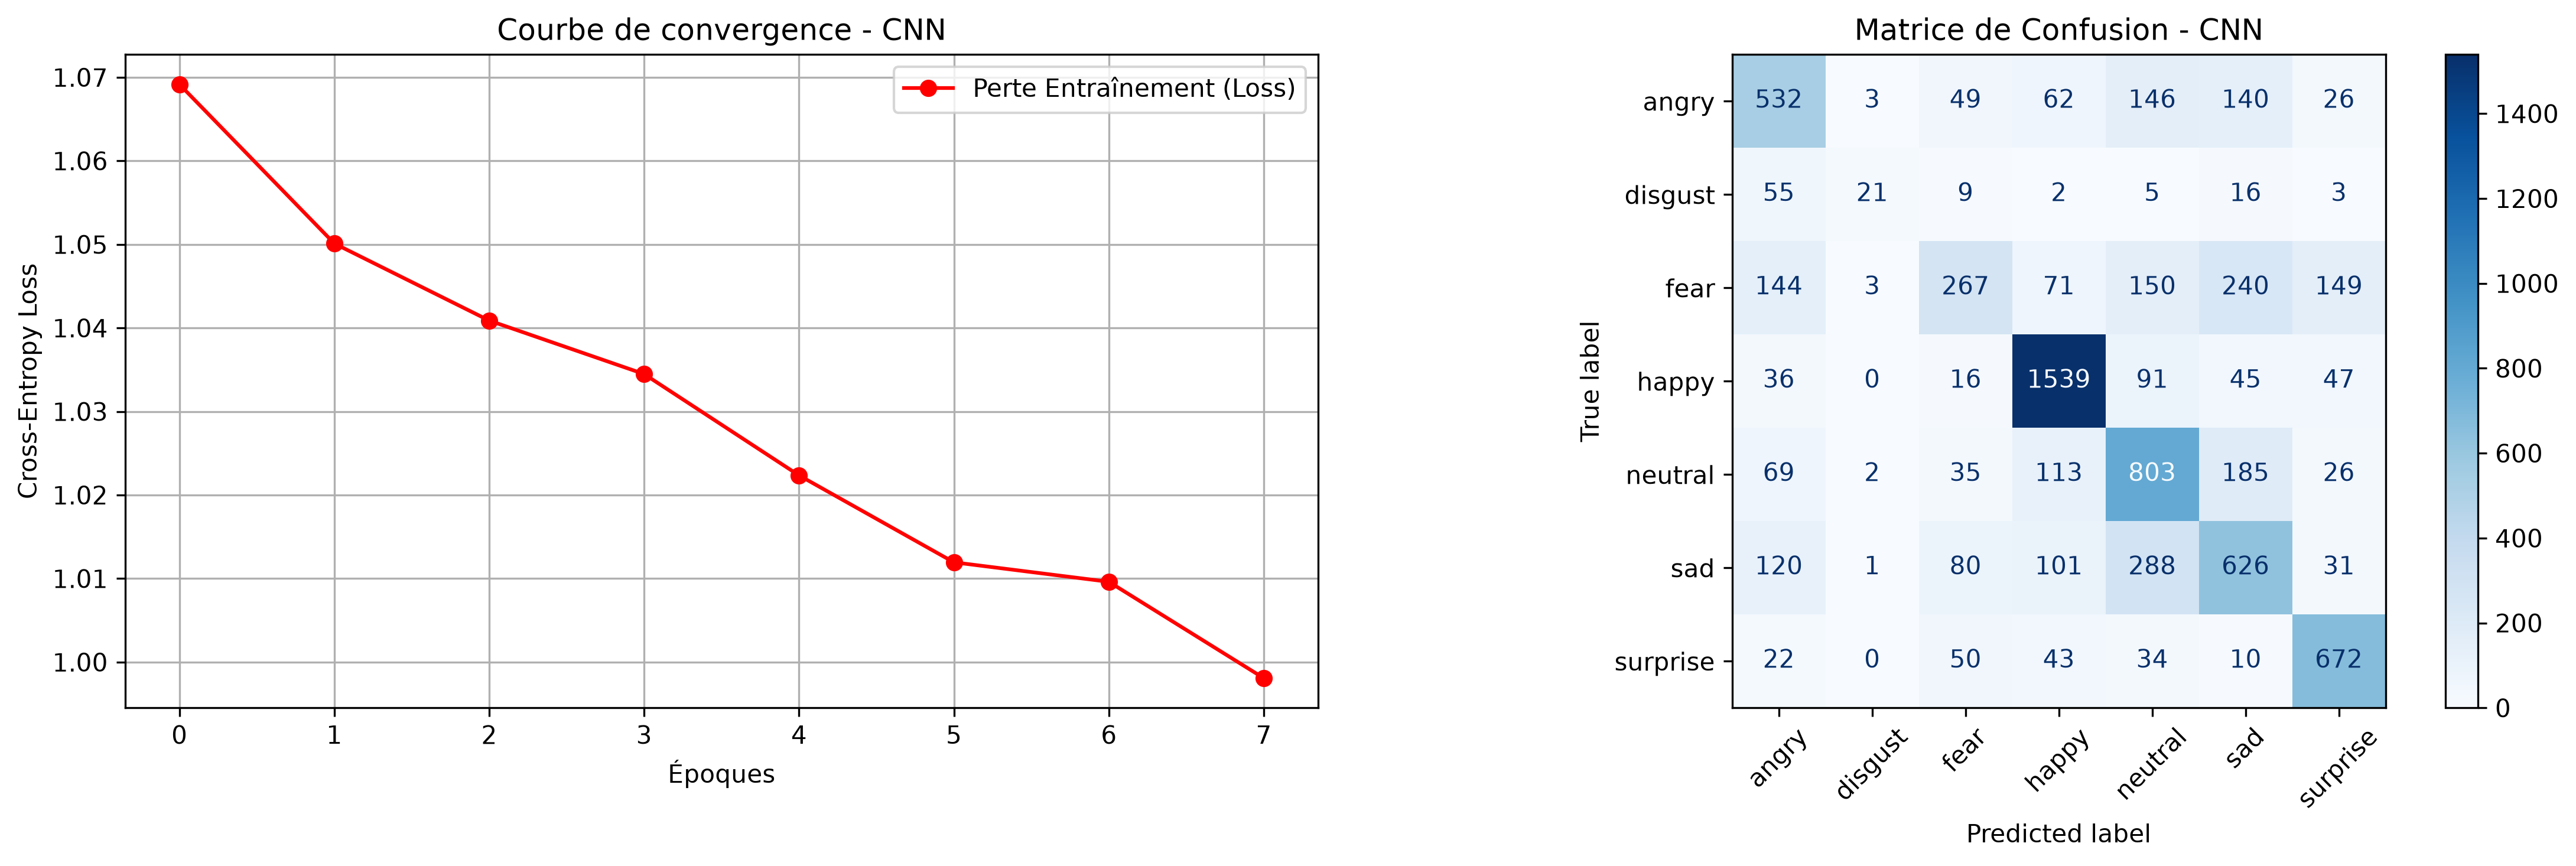 Courbe de convergence - CNN
Perte Entraînement (Loss)
Cross-Entropy Loss
1.07
1.06
1.05
1.04
1.03
1.02
1.01
1.00
0 1 2 3 4 5 6 7
Époques
Matrice de Confusion - CNN
True label
angry 532 3 49 62 146 140 26
disgust 55 21 9 2 5 16 3
fear 144 3 267 71 150 240 149
happy 36 0 16 1539 91 45 47
neutral 69 2 35 113 803 185 26
sad 120 1 80 101 288 626 31
surprise 22 0 50 43 34 10 672
angry disgust fear happy neutral sad surprise
Predicted label
1400
1200
1000
800
600
400
200
0